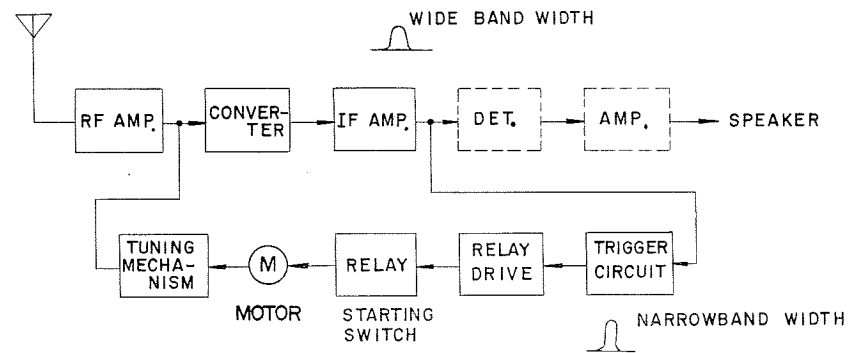 WIDE BAND WIDTH
RF AMP.
CONVER-
TER
IF AMP.
DET.
AMP.
SPEAKER
TUNING
MECHA-
NISM
M
MOTOR
RELAY
STARTING
SWITCH
RELAY
DRIVE
TRIGGER
CIRCUIT
NARROWBAND WIDTH